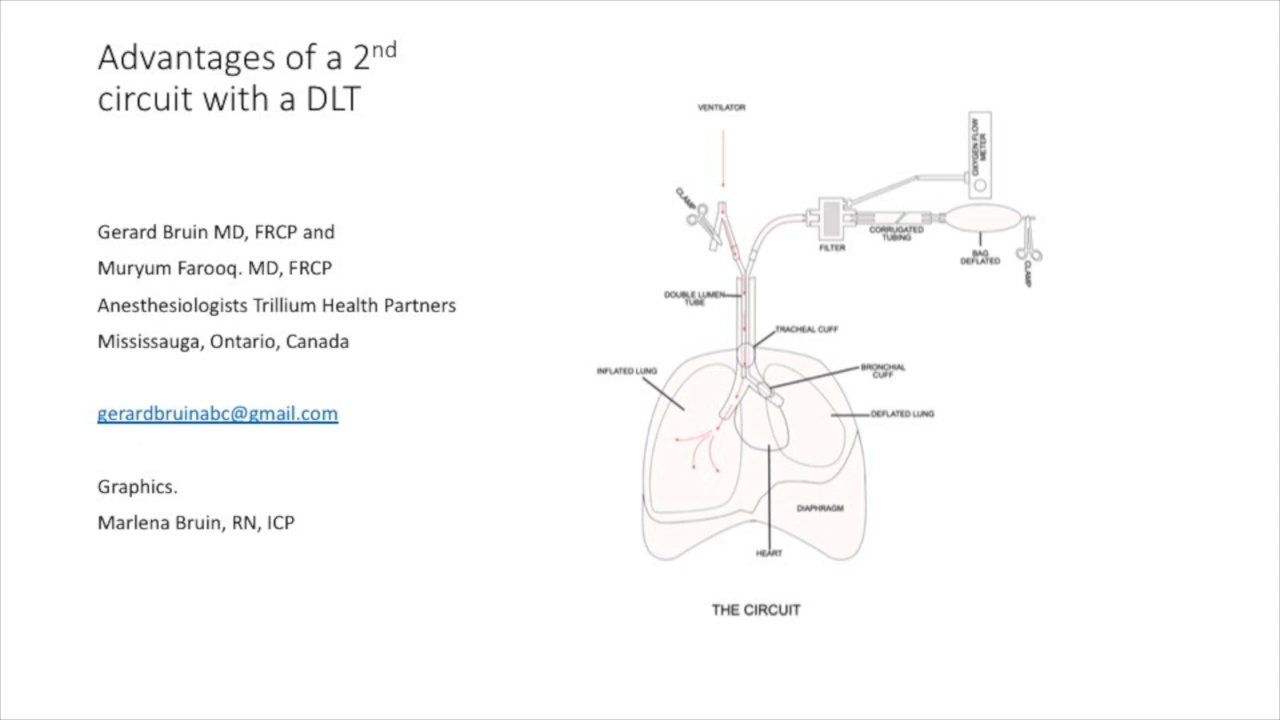 Advantages of a 2nd
circuit with a DLT
Gerard Bruin MD, FRCP and
Muryum Farooq. MD, FRCP
Anesthesiologists Trillium Health Partners
Mississauga, Ontario, Canada
gerardbruinabc@gmail.com
Graphics.
Marlena Bruin, RN, ICP
VENTILATOR
CLAMP
OXYGEN FLOW
METER
FILTER
CORRUGATED
TUBING
BAG
DEFLATED
CLAMP
DOUBLE LUMEN
TUBE
TRACHEAL CUFF
INFLATED LUNG
BRONCHIAL
CUFF
DEFLATED LUNG
DIAPHRAGM
HEART
THE CIRCUIT